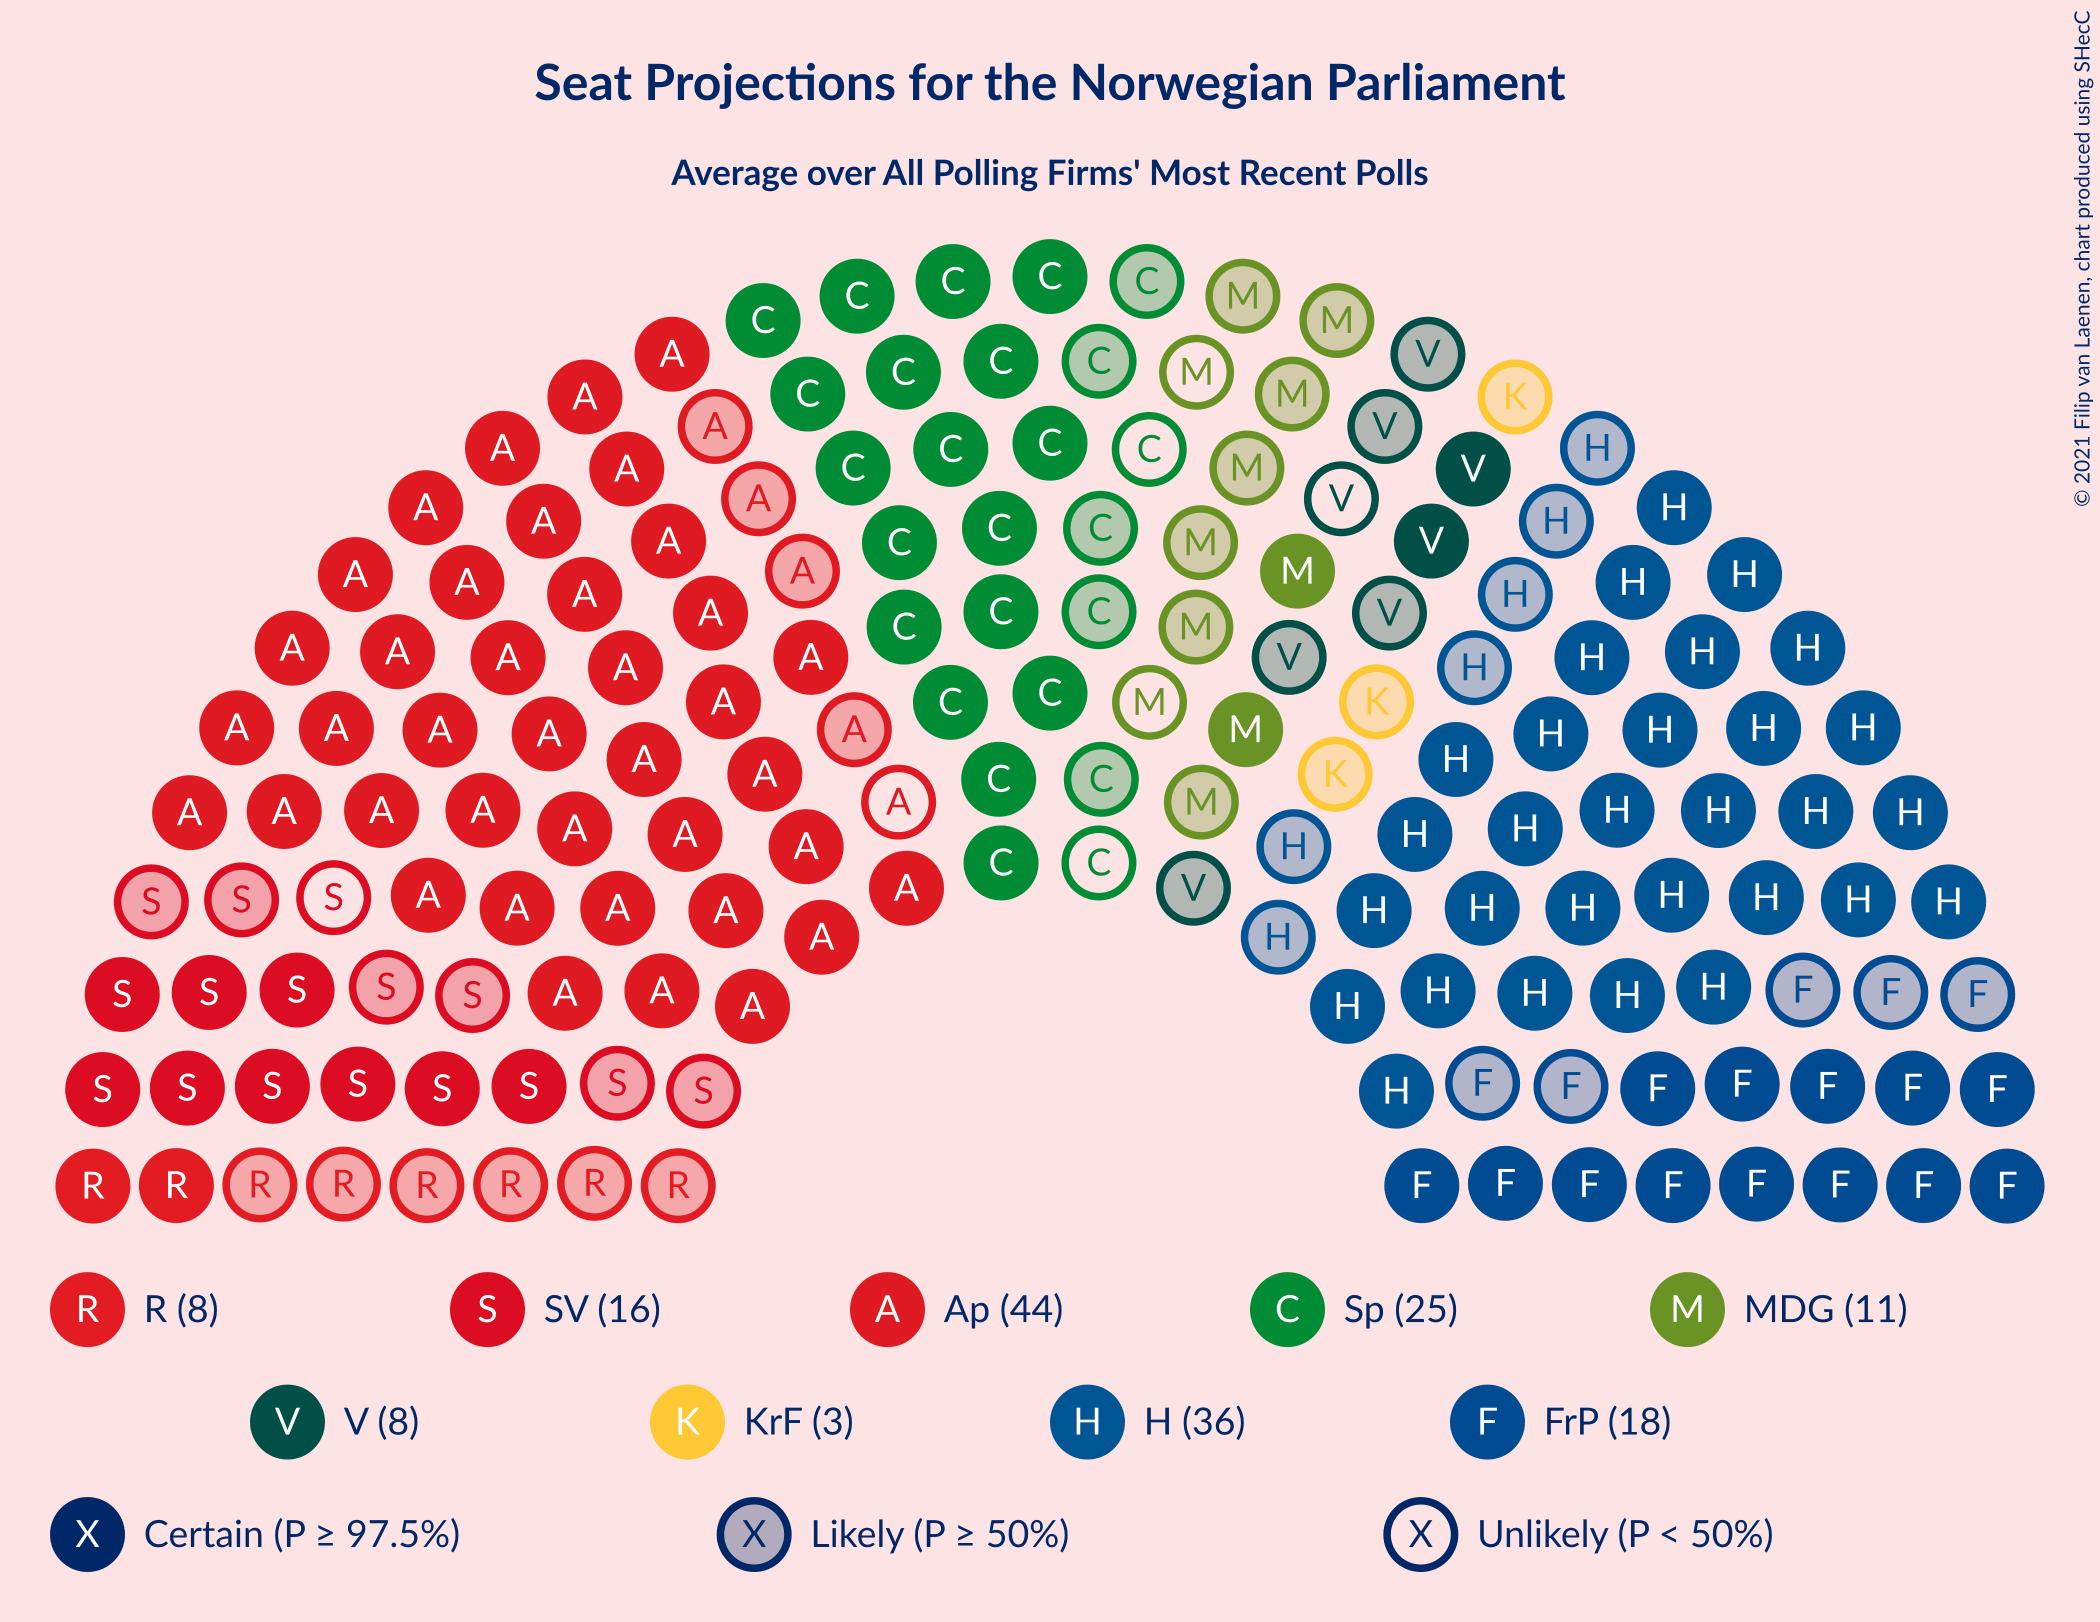 © 2021 Filip van Laenen, chart produced using SHecC
Seat Projections for the Norwegian Parliament
Average over All Polling Firms' Most Recent Polls
C C C
C M
C M
A C C C M V
A C M K
A V
A C C C H
A C M V
A A V H
A A C C C M V H
A A A A M H H H
A C C C M V
A A A A A V H H H H
A C C M K
A A A A A M H H H H
A A C C K H
A A A A A A A M H H H H H H
A C C H
S S S A A A A A V H H H H H H H
A H
S S S S S A A A H H H H H F F F
S S S S S S S S H F F F F F F F
R R R R R R R R F F F F F F F F
R R (8) S SV (16) A Ap (44) C Sp (25) M MDG (11)
V V (8) K KrF (3) H H (36) F FrP (18)
X Certain (P ≥ 97.5%) X Likely (P ≥ 50%) X Unlikely (P < 50%)